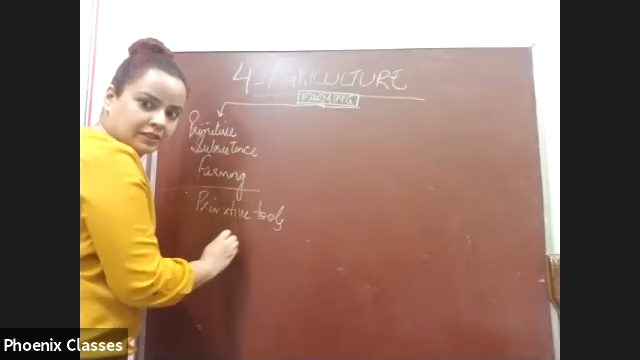 4-AGRICULTURE
FARMING
Primitive
Subsistence
Farming
Primitive tools
Phoenix Classes